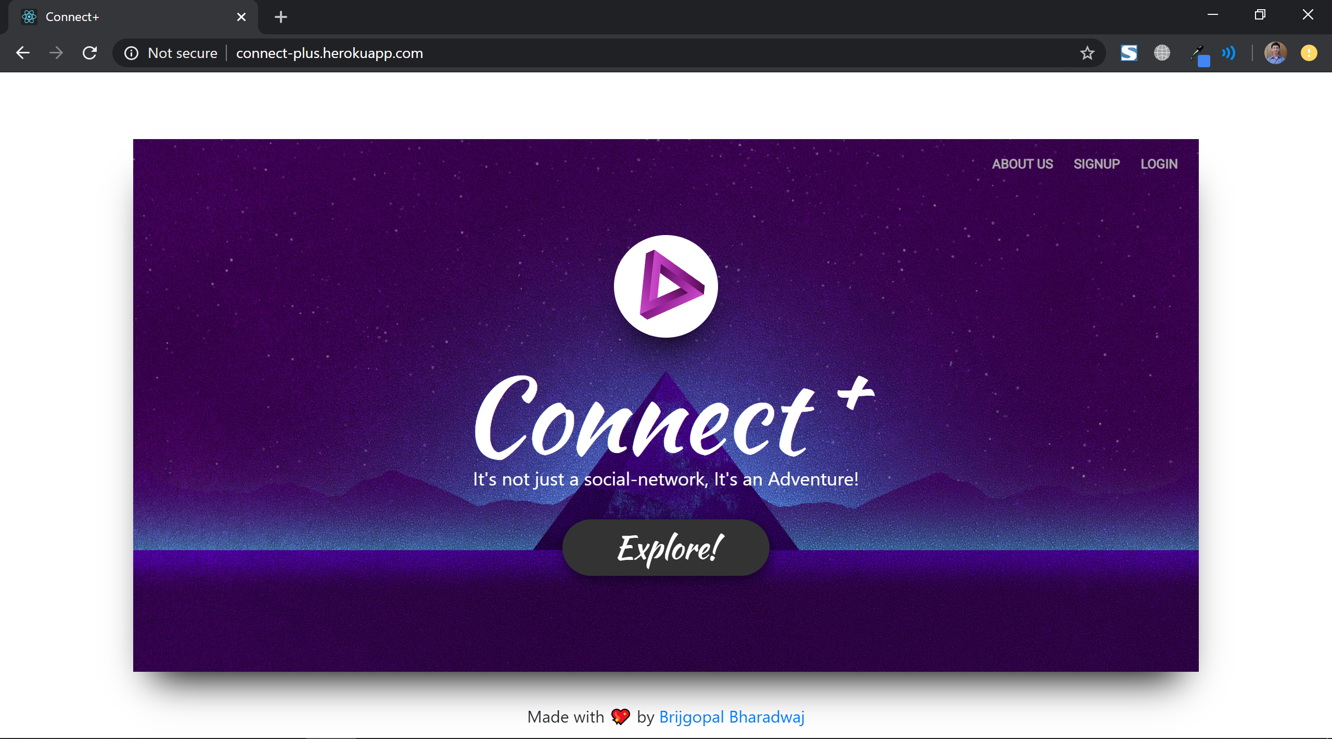 Connect+
Not secure | connect-plus.herokuapp.com
ABOUT US SIGNUP LOGIN
Connect +
It's not just a social-network, It's an Adventure!
Explore!
Made with 💖 by Brijgopal Bharadwaj